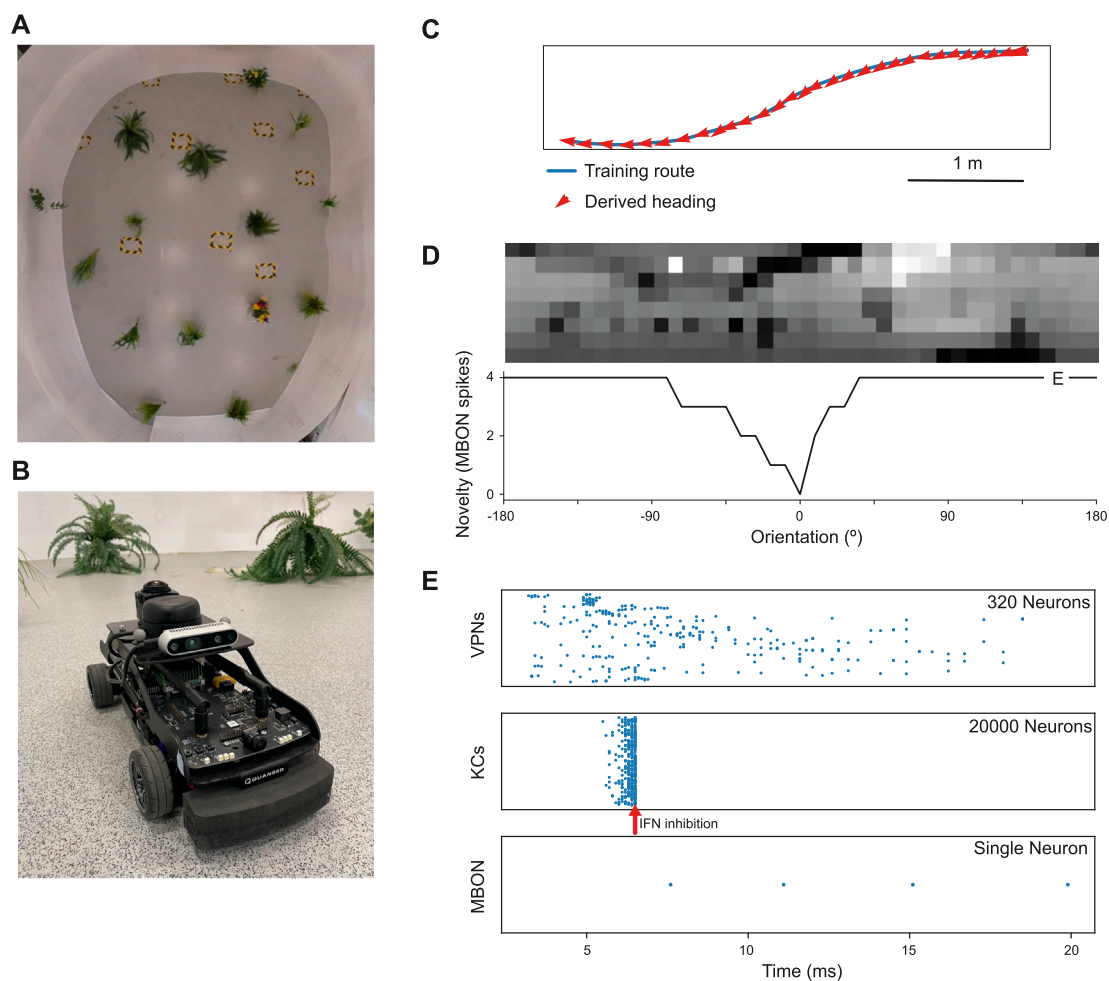 A
B
QUANSER
C
Training route
Derived heading
1 m
D
Novelty (MBON spikes)
4
2
0
E
-180
-90
0
90
180
Orientation (º)
E
VPNs
320 Neurons
KCs
20000 Neurons
IFN inhibition
MBON
Single Neuron
5
10
15
20
Time (ms)